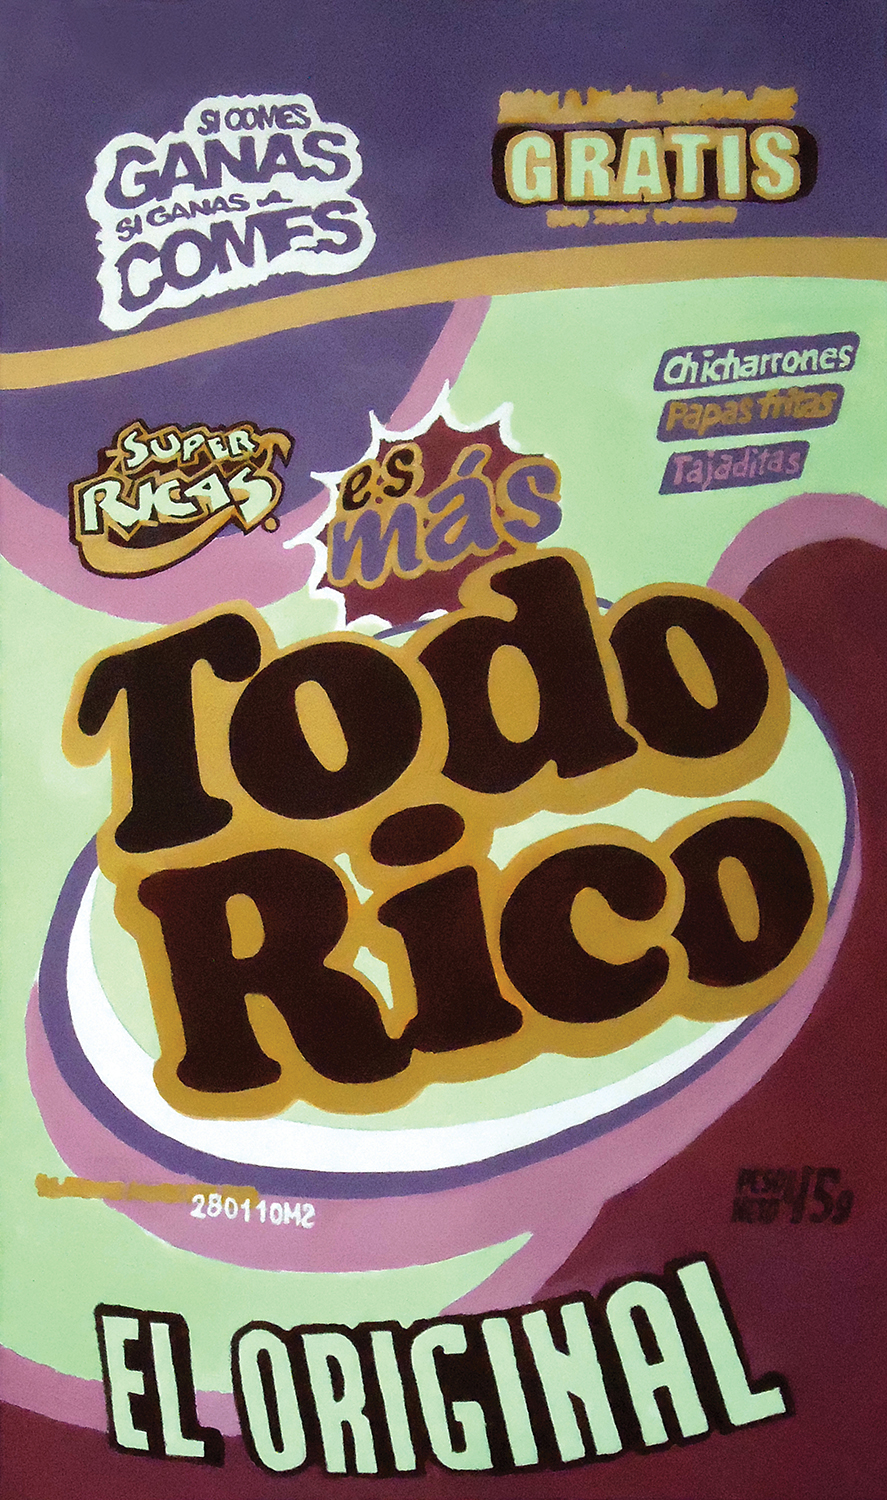 SI COMES
GANAS
SI GANAS
COMES
GRATIS
Chicharrones
Papas fritas
Tajaditas
SUPER
RICAS
es
más
Todo
Rico
280110M2
PESO
NETO 45g
EL ORIGINAL